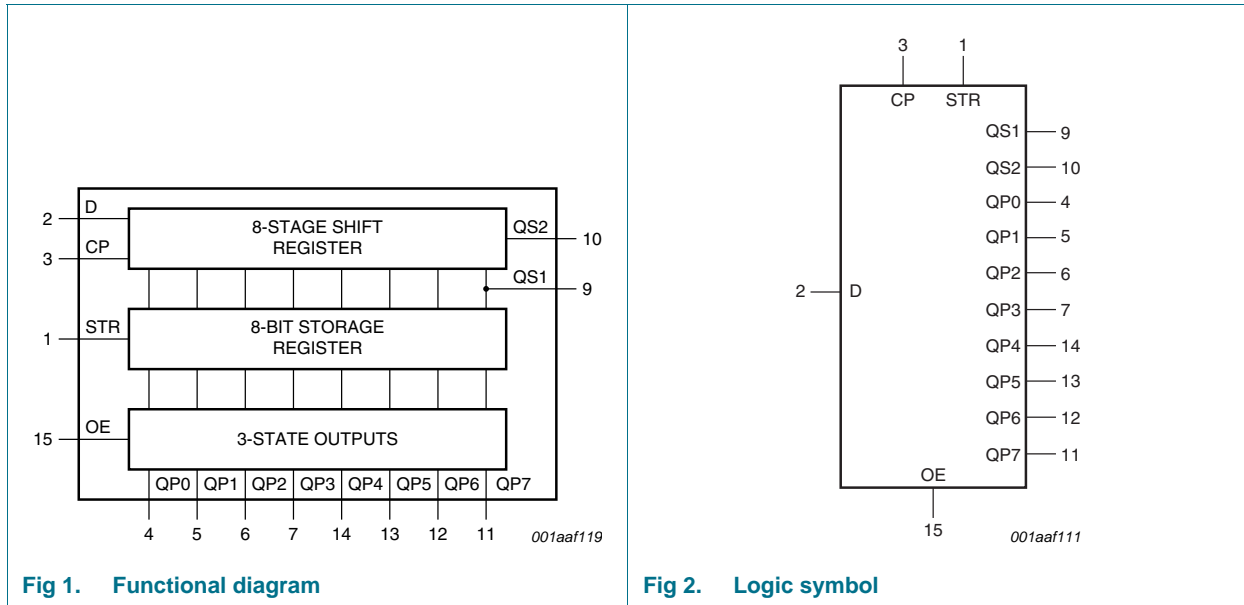 D
2
8-STAGE SHIFT
REGISTER
QS2
10
CP
3
QS1
9
STR
1
8-BIT STORAGE
REGISTER
OE
15
3-STATE OUTPUTS
QP0 QP1 QP2 QP3 QP4 QP5 QP6 QP7
4 5 6 7 14 13 12 11
001aaf119
Fig 1. Functional diagram
3 1
CP STR
QS1 9
QS2 10
QP0 4
QP1 5
QP2 6
2 D
QP3 7
QP4 14
QP5 13
QP6 12
QP7 11
OE
15
001aaf111
Fig 2. Logic symbol